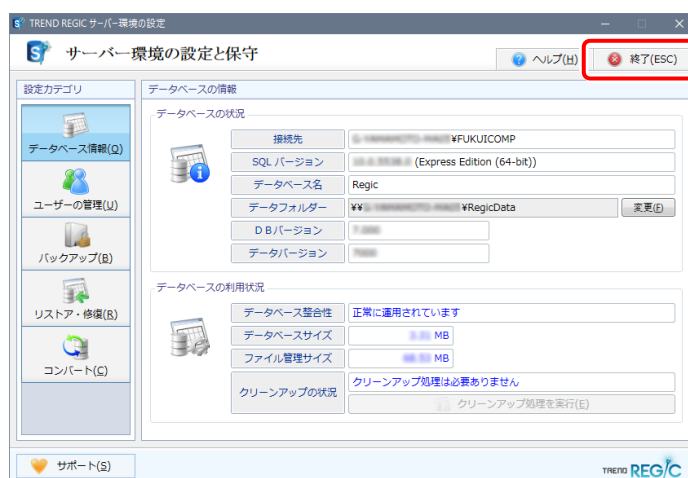 TREND REGIC サーバー環境の設定
サーバー環境の設定と保守
ヘルプ(H)
終了(ESC)
設定カテゴリ
データベース情報(Q)
ユーザーの管理(U)
バックアップ(B)
リストア・修復(R)
コンバート(C)
データベースの情報
データベースの状況
接続先 ¥FUKUICOMP
SQL バージョン (Express Edition (64-bit))
データベース名 Regic
データフォルダー ¥¥ ¥RegicData 変更(F)
DBバージョン
データバージョン
データベースの利用状況
データベース整合性 正常に運用されています
データベースサイズ MB
ファイル管理サイズ MB
クリーンアップの状況 クリーンアップ処理は必要ありません
クリーンアップ処理を実行(E)
サポート(S)
TREND REGIC